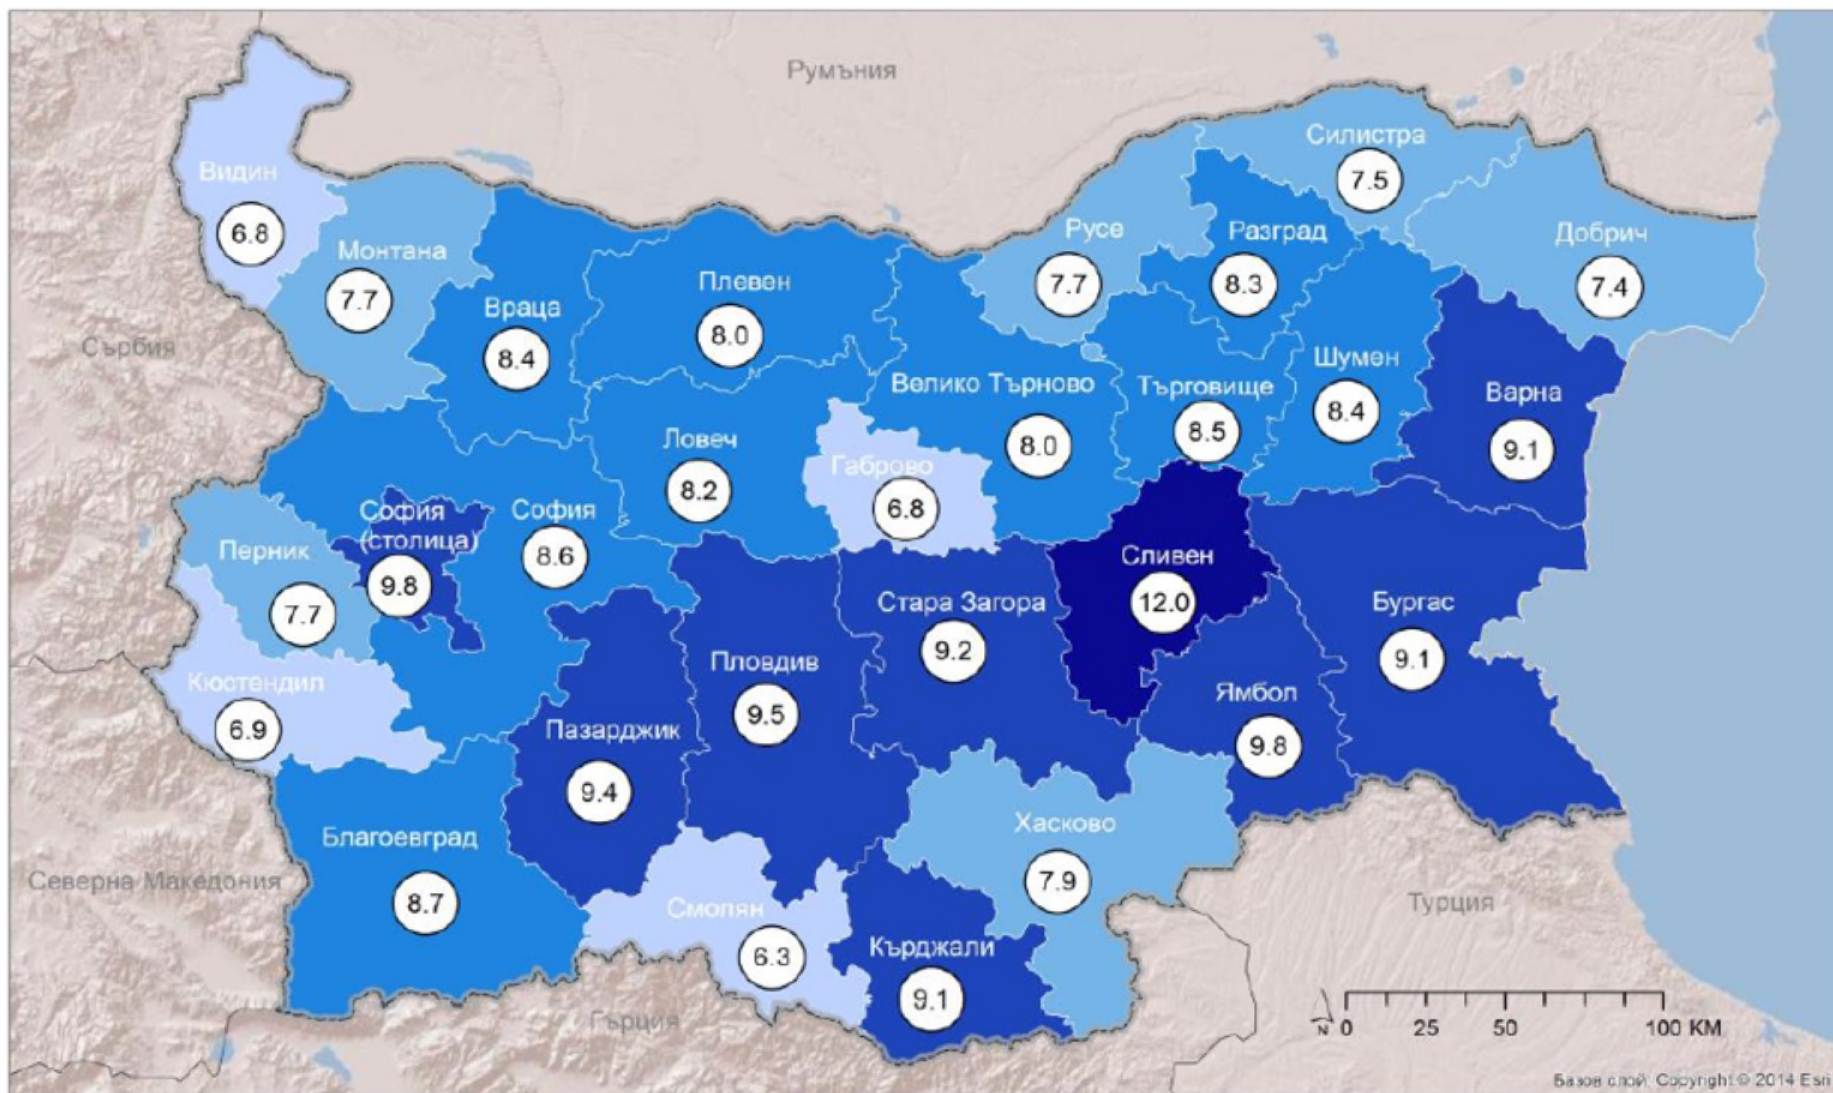 Румъния
Силистра
7.5
Видин
6.8
Русе
7.7
Разград
8.3
Добрич
7.4
Монтана
7.7
Враца
8.4
Плевен
8.0
Сърбия
Велико Търново
8.0
Търговище
8.5
Шумен
8.4
Варна
9.1
Ловеч
8.2
Габрово
6.8
София
(столица)
9.8
София
8.6
Перник
7.7
Сливен
12.0
Стара Загора
9.2
Бургас
9.1
Пловдив
9.5
Кюстендил
6.9
Ямбол
9.8
Пазарджик
9.4
Благоевград
8.7
Хасково
7.9
Северна Македония
Смолян
6.3
Турция
Кърджали
9.1
Гърция
N
0 25 50 100 KM
Базов слой: Copyright:© 2014 Esri